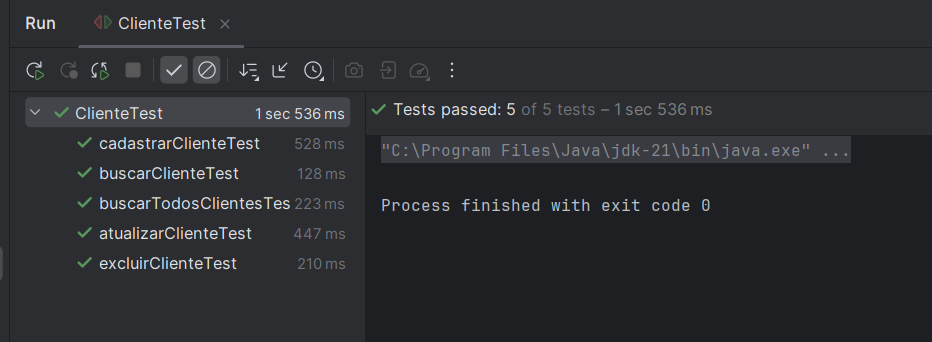 Run ClienteTest
ClienteTest 1 sec 536 ms
cadastrarClienteTest 528 ms
buscarClienteTest 128 ms
buscarTodosClientesTes 223 ms
atualizarClienteTest 447 ms
excluirClienteTest 210 ms
Tests passed: 5 of 5 tests – 1 sec 536 ms
"C:\Program Files\Java\jdk-21\bin\java.exe" ...
Process finished with exit code 0